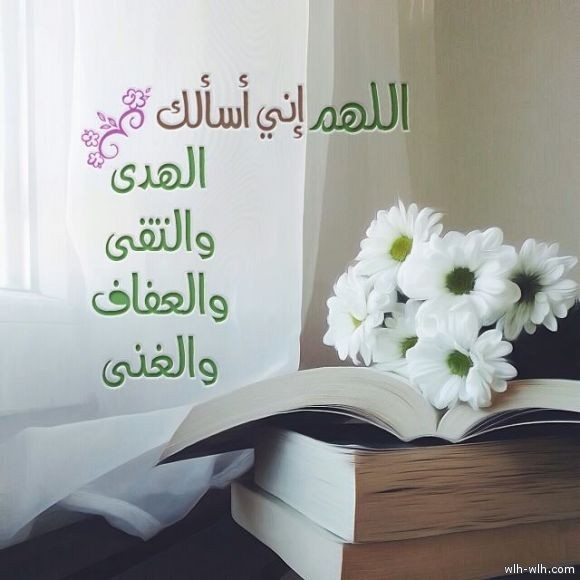 اللهم إني أسألك
الهدى
والتقى
والعفاف
والغنى
wlh-wlh.com